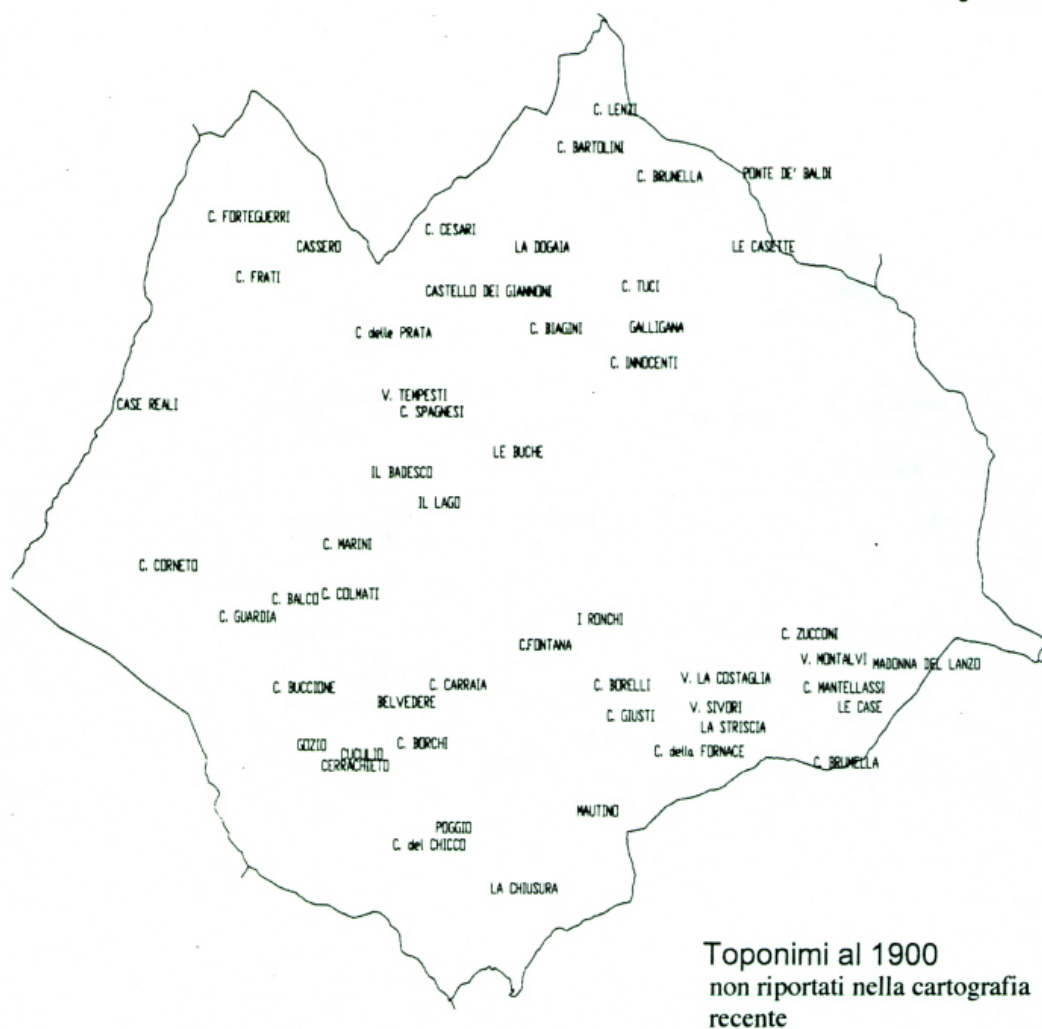 C. LENZI
C. BARTOLINI
C. BRUNELLA
PONTE DE' BALDI
C. FORTEGUERRI
C. CESARI
CASSERO
LA DOGAIA
LE CASETTE
C. FRATI
C. TUCI
CASTELLO DEI GIANNONI
C delle PRATA
C. BIAGINI
GALLIGANA
C. INNOCENTI
V. TEMPESTI
CASE REALI
C. SPAGNESI
LE BUCHE
IL BADESCO
IL LAGO
C. MARINI
C. CORNETO
C. BALCO
C. COLMATI
C. GUARDIA
I RONCHI
C. ZUCCONI
C.FONTANA
V. MONTALVI
MADONNA DEL LANZO
V. LA COSTAGLIA
C. BUCCIONE
C. CARRAIA
C. BORELLI
C. MANTELLASSI
BELVEDERE
V. SIVORI
LE CASE
C. GIUSTI
LA STRISCIA
GOZIO
C. BORCHI
CUCULIO
C. della FORNACE
CERRACHIETO
C. BRUNELLA
MAUTINO
POGGIO
C. del CHICCO
LA CHIUSURA
Toponimi al 1900
non riportati nella cartografia
recente